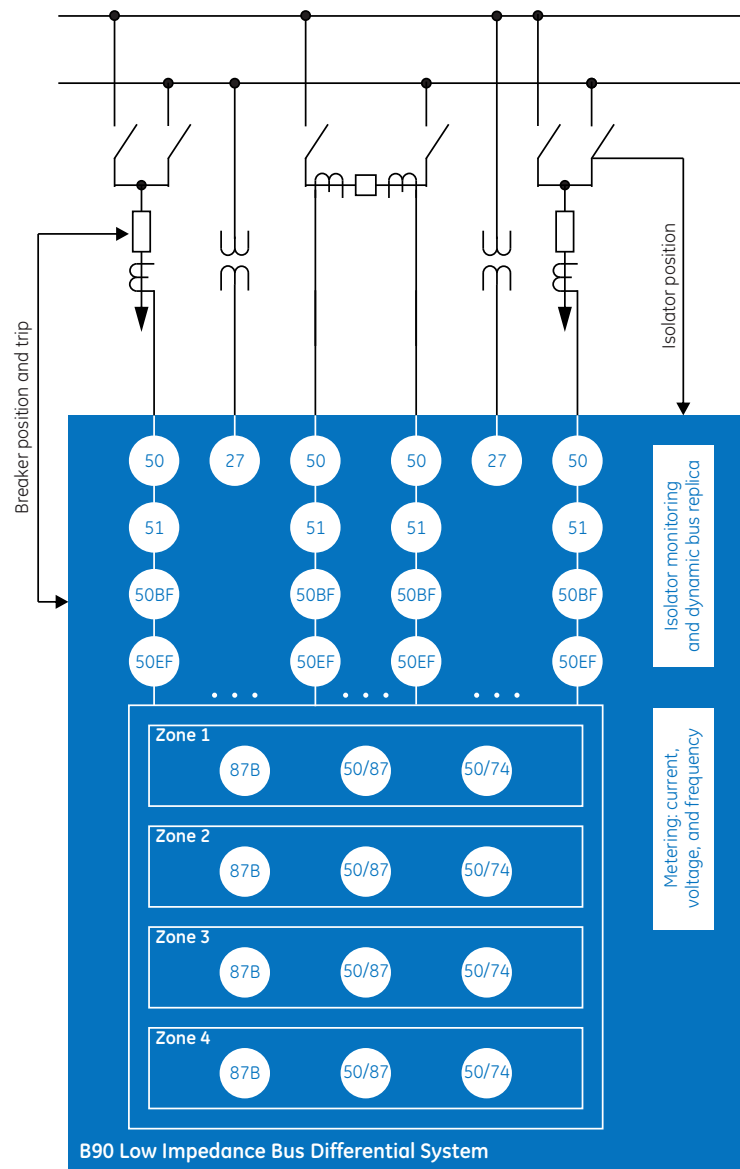 Breaker position and trip
Isolator position
50 27 50 50 27 50
51 51 51 51
50BF 50BF 50BF 50BF
50EF 50EF 50EF 50EF
. . . . . . . . .
Isolator monitoring
and dynamic bus replica
Zone 1
87B 50/87 50/74
Zone 2
87B 50/87 50/74
Zone 3
87B 50/87 50/74
Zone 4
87B 50/87 50/74
Metering: current,
voltage, and frequency
B90 Low Impedance Bus Differential System